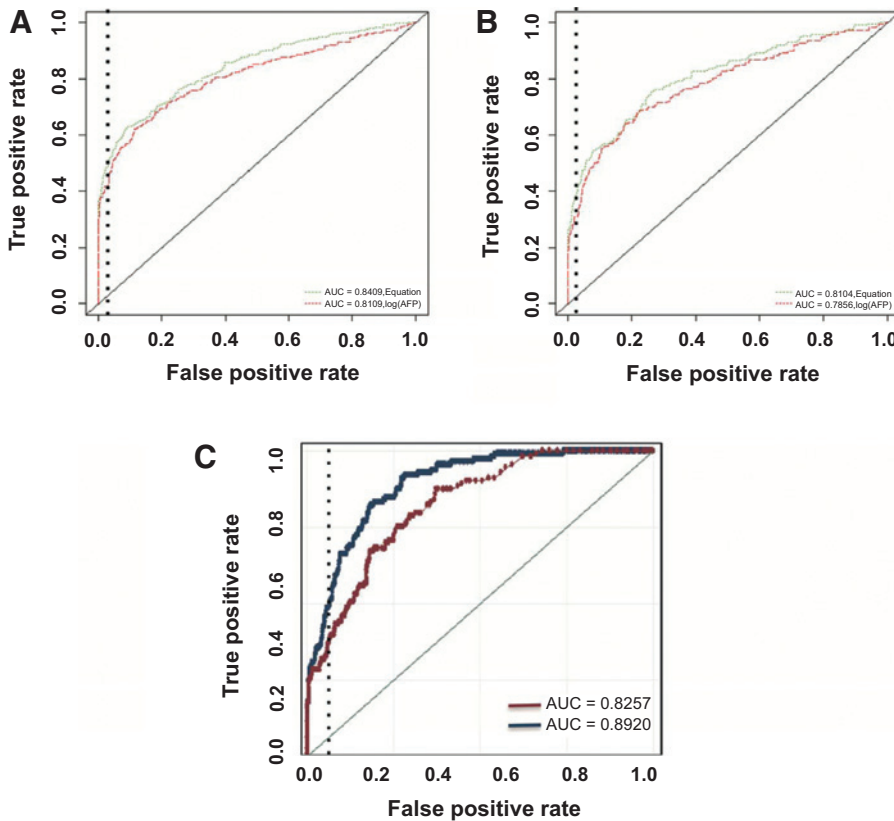 A
True positive rate
1.0
0.8
0.6
0.4
0.2
0.0
AUC = 0.8409,Equation
AUC = 0.8109,log(AFP)
0.0 0.2 0.4 0.6 0.8 1.0
False positive rate
B
True positive rate
1.0
0.8
0.6
0.4
0.2
0.0
AUC = 0.8104,Equation
AUC = 0.7856,log(AFP)
0.0 0.2 0.4 0.6 0.8 1.0
False positive rate
C
True positive rate
1.0
0.8
0.6
0.4
0.2
0.0
AUC = 0.8257
AUC = 0.8920
0.0 0.2 0.4 0.6 0.8 1.0
False positive rate